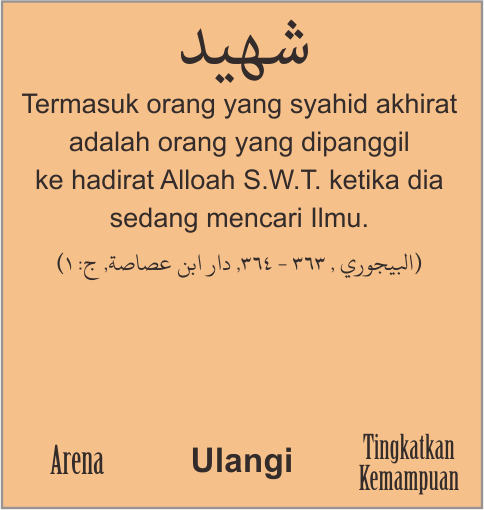 شهيد
Termasuk orang yang syahid akhirat
adalah orang yang dipanggil
ke hadirat Alloah S.W.T. ketika dia
sedang mencari Ilmu.
(البيجوري , ٣٦٣ - ٣٦٤, دار ابن عصاصة, ج: ١)
Arena
Ulangi
Tingkatkan
Kemampuan